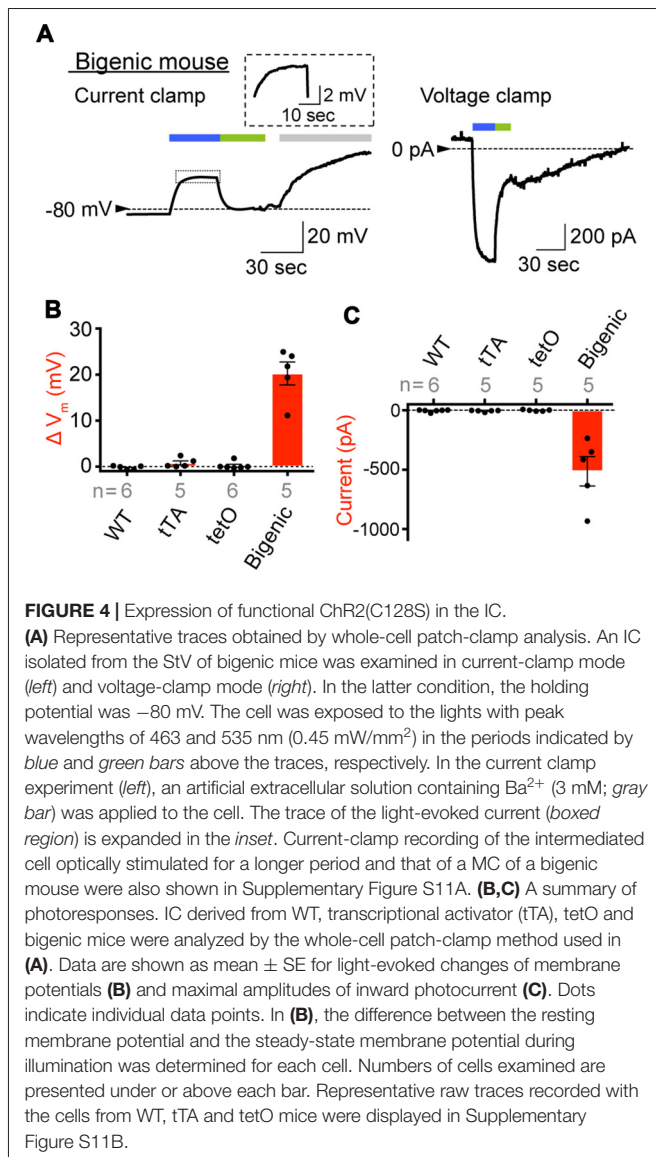 A
Bigenic mouse
Current clamp
2 mV
10 sec
Voltage clamp
0 pA
-80 mV
20 mV
30 sec
200 pA
30 sec
B
Δ Vm (mV)
30
20
10
0
n=6 5 6 5
WT tTA tetO Bigenic
C
WT tTA tetO Bigenic
n=6 5 5 5
Current (pA)
0
-500
-1000
FIGURE 4 | Expression of functional ChR2(C128S) in the IC.
(A) Representative traces obtained by whole-cell patch-clamp analysis. An IC
isolated from the StV of bigenic mice was examined in current-clamp mode
(left) and voltage-clamp mode (right). In the latter condition, the holding
potential was −80 mV. The cell was exposed to the lights with peak
wavelengths of 463 and 535 nm (0.45 mW/mm²) in the periods indicated by
blue and green bars above the traces, respectively. In the current clamp
experiment (left), an artificial extracellular solution containing Ba²⁺ (3 mM; gray
bar) was applied to the cell. The trace of the light-evoked current (boxed
region) is expanded in the inset. Current-clamp recording of the intermediated
cell optically stimulated for a longer period and that of a MC of a bigenic
mouse were also shown in Supplementary Figure S11A. (B,C) A summary of
photoresponses. IC derived from WT, transcriptional activator (tTA), tetO and
bigenic mice were analyzed by the whole-cell patch-clamp method used in
(A). Data are shown as mean ± SE for light-evoked changes of membrane
potentials (B) and maximal amplitudes of inward photocurrent (C). Dots
indicate individual data points. In (B), the difference between the resting
membrane potential and the steady-state membrane potential during
illumination was determined for each cell. Numbers of cells examined are
presented under or above each bar. Representative raw traces recorded with
the cells from WT, tTA and tetO mice were displayed in Supplementary
Figure S11B.